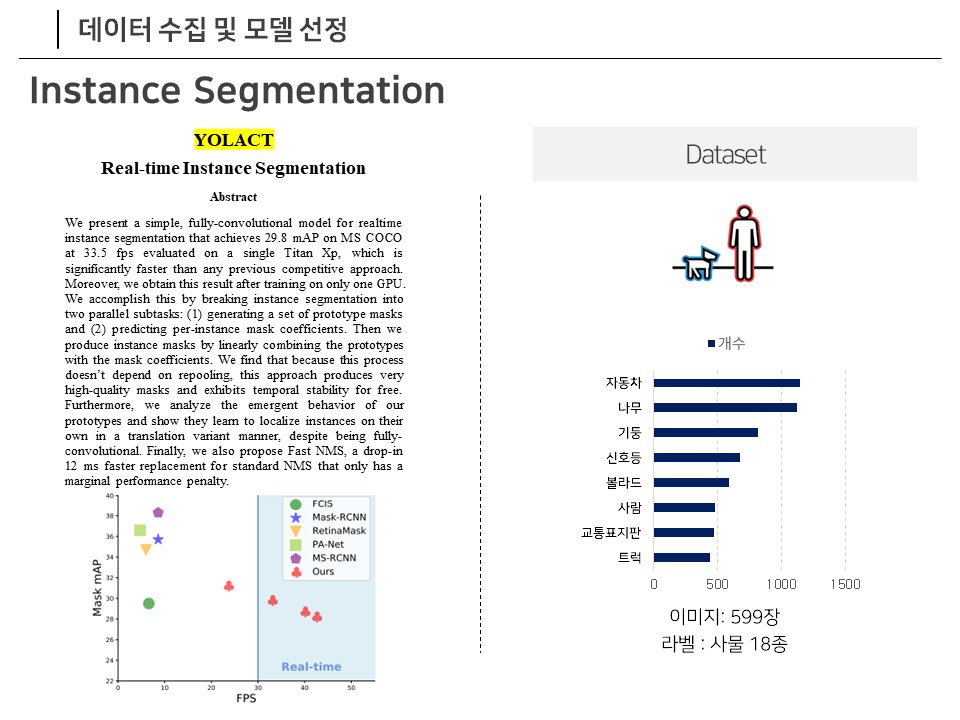 데이터 수집 및 모델 선정
Instance Segmentation
YOLACT
Real-time Instance Segmentation
Abstract
We present a simple, fully-convolutional model for realtime
instance segmentation that achieves 29.8 mAP on MS COCO
at 33.5 fps evaluated on a single Titan Xp, which is
significantly faster than any previous competitive approach.
Moreover, we obtain this result after training on only one GPU.
We accomplish this by breaking instance segmentation into
two parallel subtasks: (1) generating a set of prototype masks
and (2) predicting per-instance mask coefficients. Then we
produce instance masks by linearly combining the prototypes
with the mask coefficients. We find that because this process
doesn't depend on repooling, this approach produces very
high-quality masks and exhibits temporal stability for free.
Furthermore, we analyze the emergent behavior of our
prototypes and show they learn to localize instances on their
own in a translation variant manner, despite being fully-
convolutional. Finally, we also propose Fast NMS, a drop-in
12 ms faster replacement for standard NMS that only has a
marginal performance penalty.
40
38
36
34
32
30
28
26
24
22
Mask mAP
0 10 20 30 40 50
FPS
FCIS
Mask-RCNN
RetinaMask
PA-Net
MS-RCNN
Ours
Real-time
Dataset
개수
자동차
나무
기둥
신호등
볼라드
사람
교통표지판
트럭
0 500 1000 1500
이미지: 599장
라벨 : 사물 18종